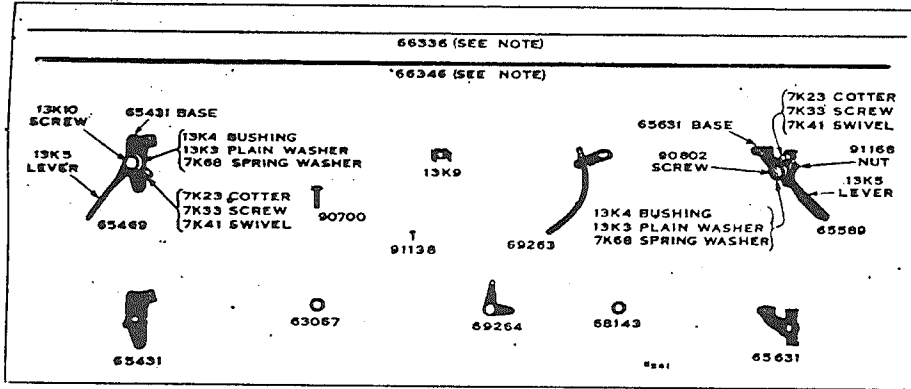 66336 (SEE NOTE)
66346 (SEE NOTE)
13K10
SCREW
65431 BASE
13K4 BUSHING
13K3 PLAIN WASHER
7K68 SPRING WASHER
13K5
LEVER
7K23 COTTER
7K33 SCREW
7K41 SWIVEL
65469
90700
13K9
91138
69263
7K23 COTTER
7K33 SCREW
7K41 SWIVEL
65631 BASE
91166
NUT
90802
SCREW
13K5
LEVER
13K4 BUSHING
13K3 PLAIN WASHER
7K68 SPRING WASHER
65589
65431
63067
69264
68143
65631